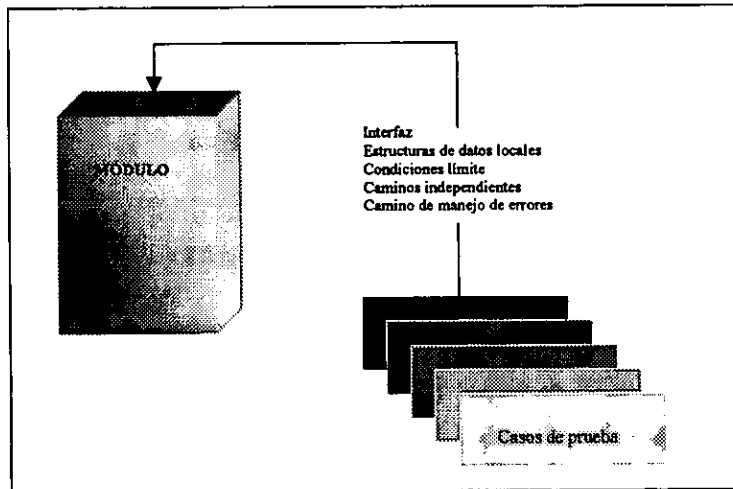 MÓDULO
Interfaz
Estructuras de datos locales
Condiciones límite
Caminos independientes
Camino de manejo de errores
Casos de prueba